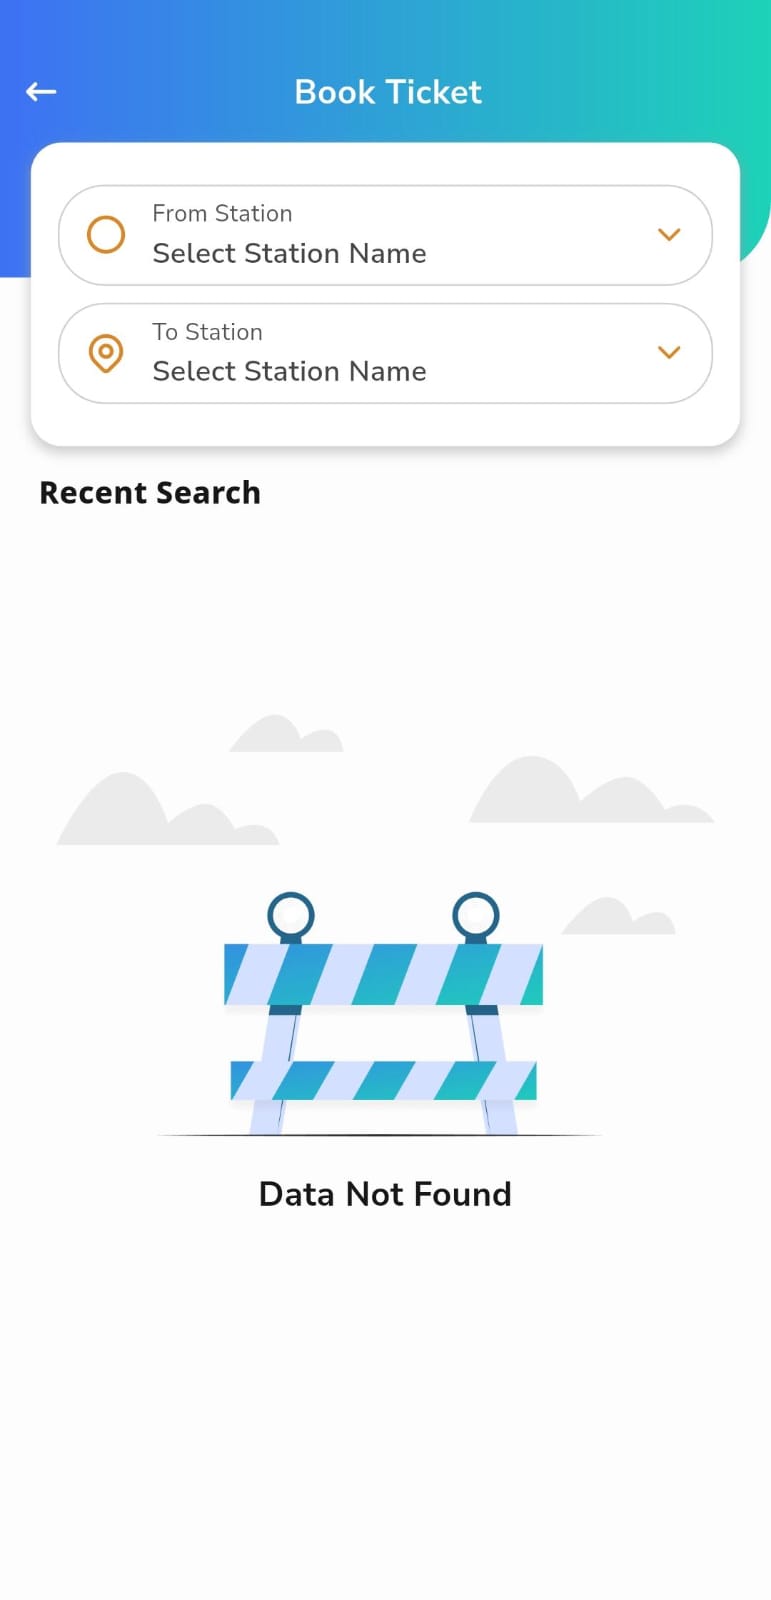 Book Ticket
From Station
Select Station Name
To Station
Select Station Name
Recent Search
Data Not Found